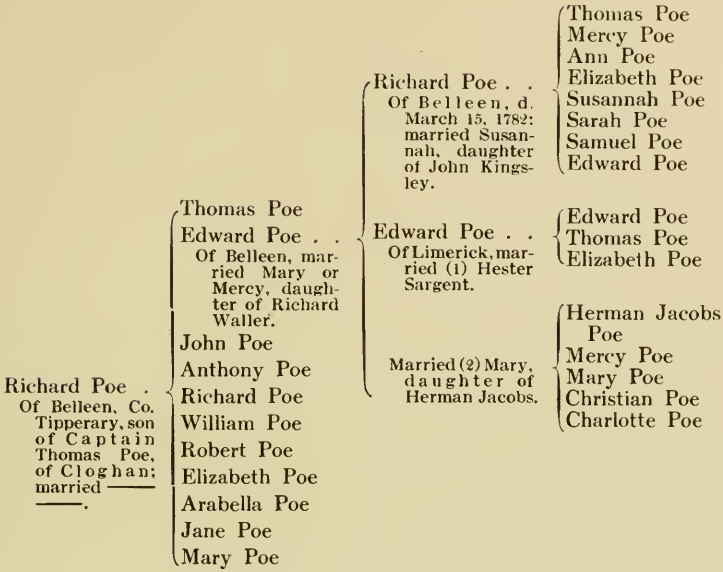 Richard Poe .
Of Belleen, Co.
Tipperary, son
of Captain
Thomas Poe,
of Cloghan;
married ———
———.
Thomas Poe
Edward Poe . .
Of Belleen, mar-
ried Mary or
Mercy, daugh-
ter of Richard
Waller.
John Poe
Anthony Poe
Richard Poe
William Poe
Robert Poe
Elizabeth Poe
Arabella Poe
Jane Poe
Mary Poe
Richard Poe . .
Of Belleen, d.
March 15, 1782;
married Susan-
nah, daughter
of John Kings-
ley.
Edward Poe . .
Of Limerick, mar-
ried (1) Hester
Sargent.
Married (2) Mary,
daughter of
Herman Jacobs.
Thomas Poe
Mercy Poe
Ann Poe
Elizabeth Poe
Susannah Poe
Sarah Poe
Samuel Poe
Edward Poe
Edward Poe
Thomas Poe
Elizabeth Poe
Herman Jacobs
Poe
Mercy Poe
Mary Poe
Christian Poe
Charlotte Poe